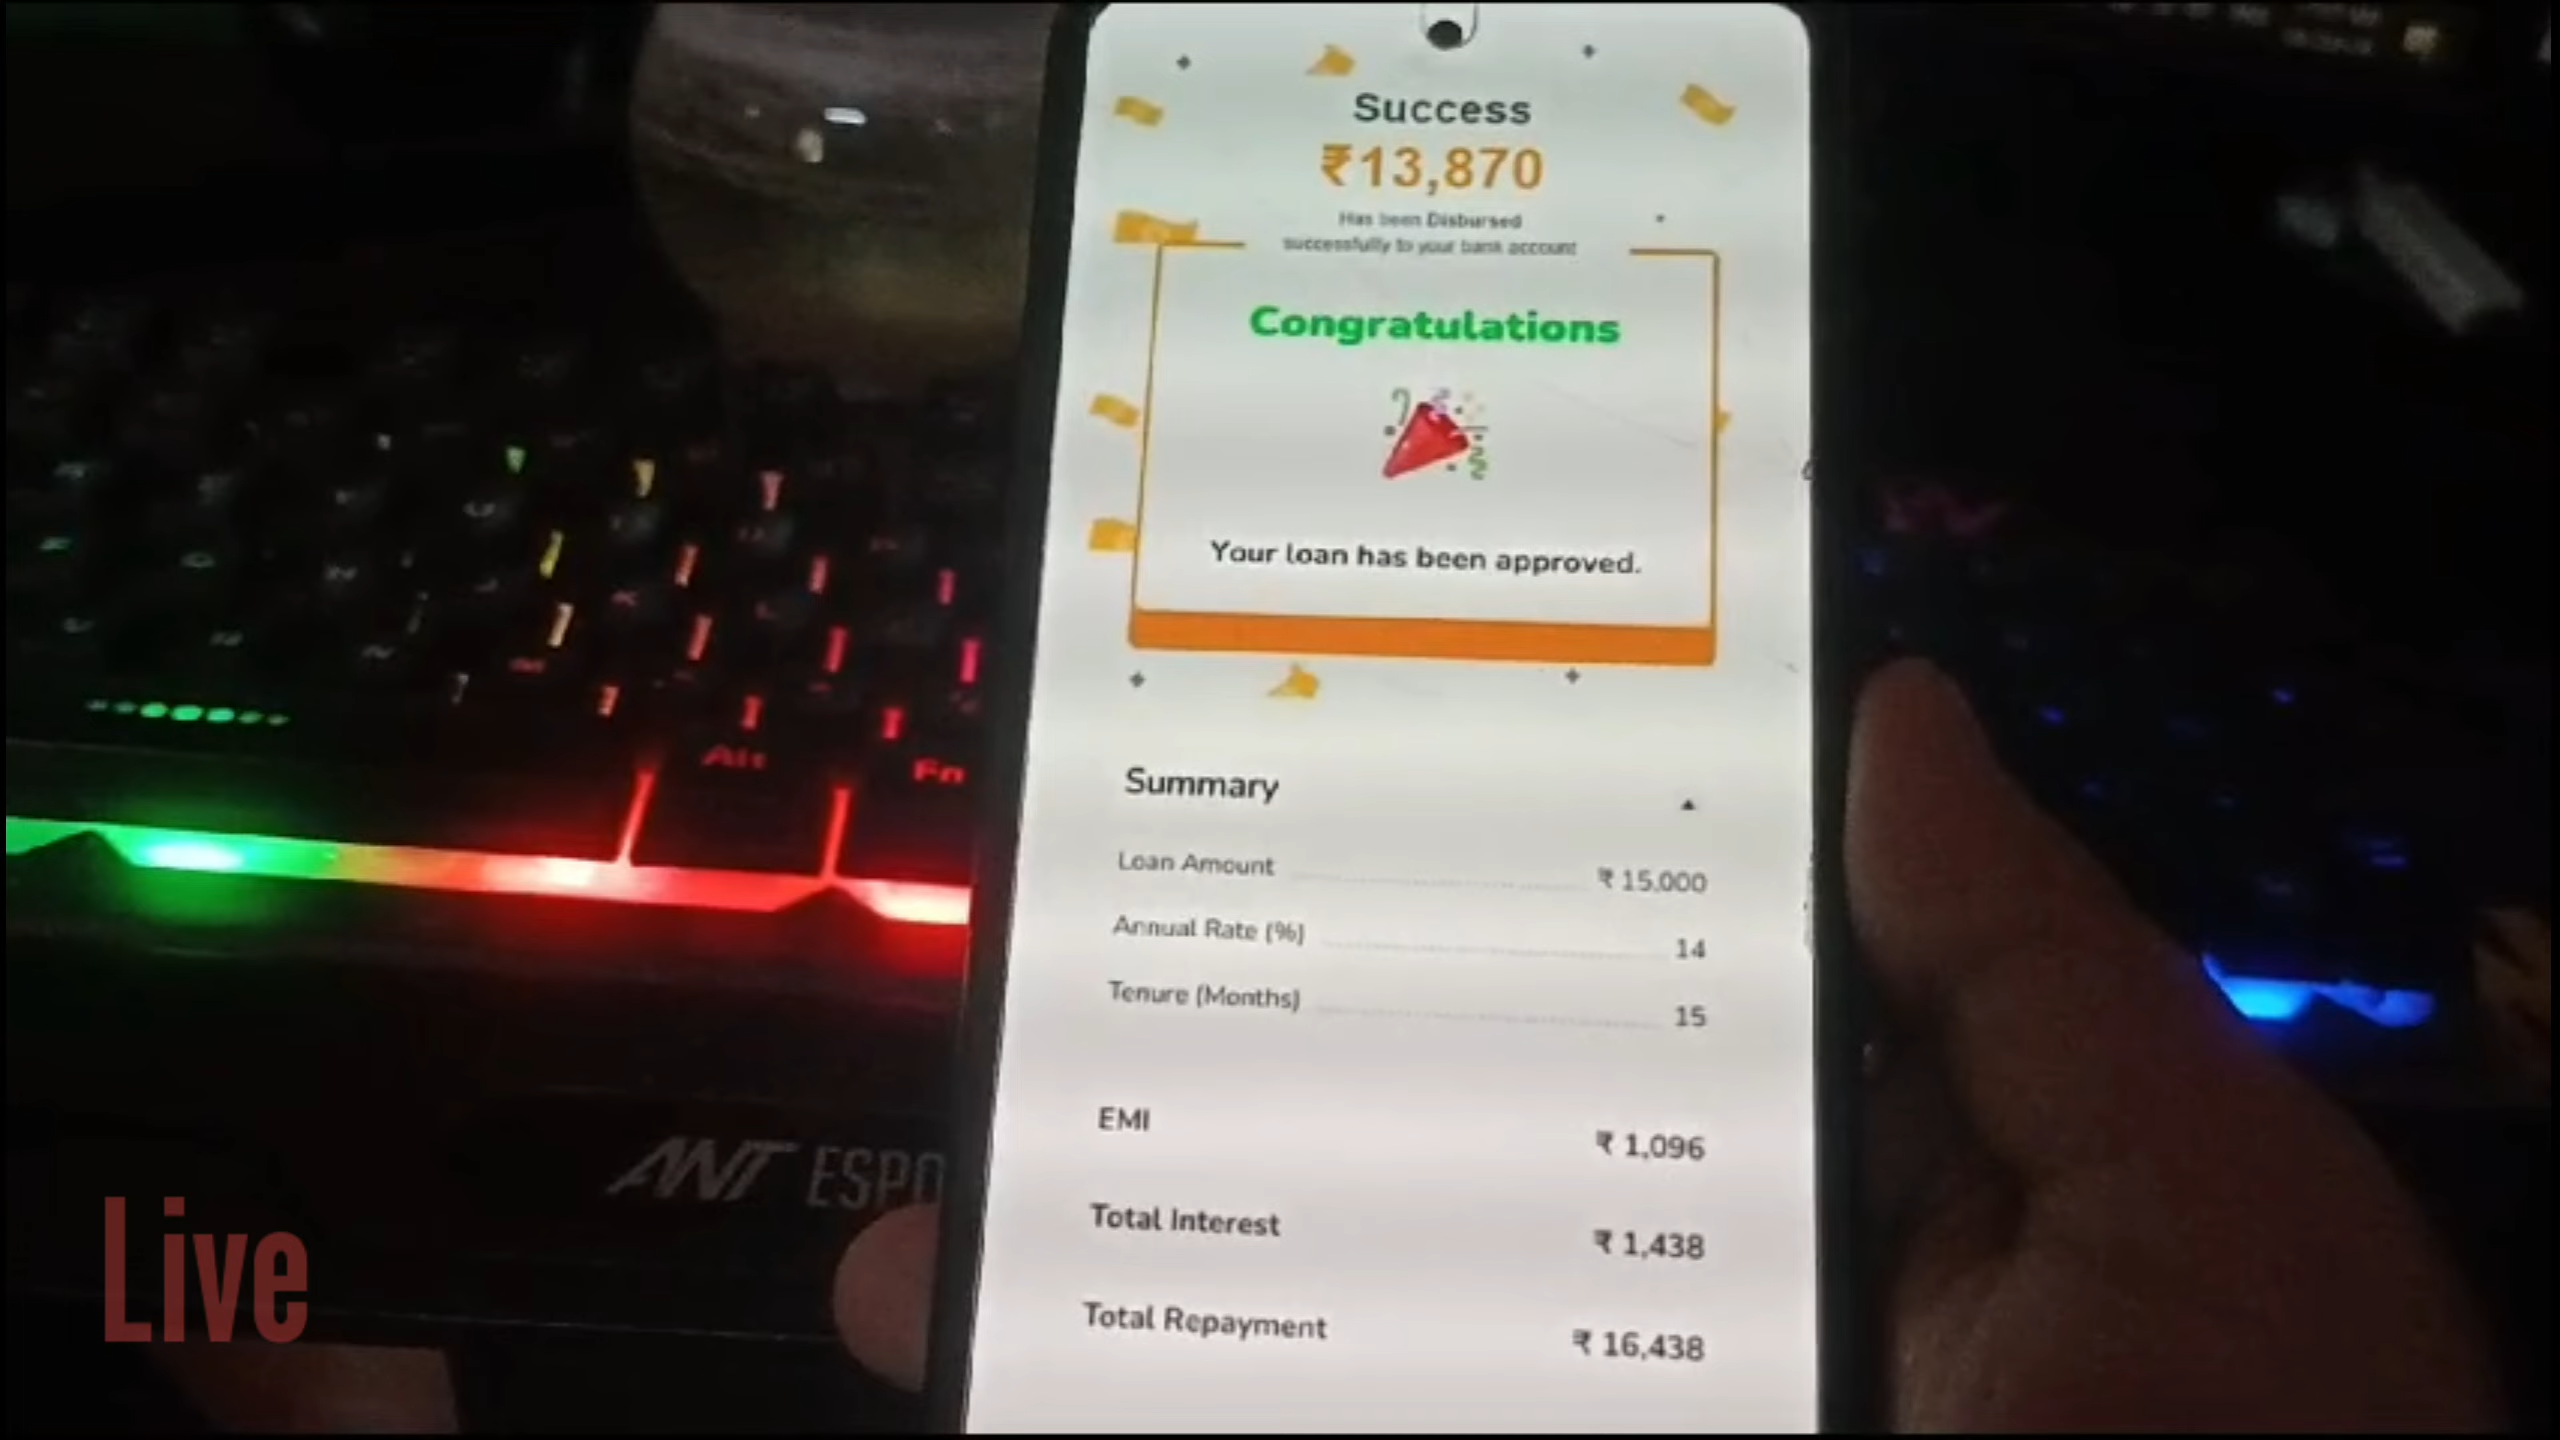 Success
₹13,870
Has been Disbursed
successfully to your bank account
Congratulations
Your loan has been approved.
Summary
Loan Amount ₹ 15,000
Annual Rate (%) 14
Tenure (Months) 15
EMI ₹ 1,096
Total Interest ₹ 1,438
Total Repayment ₹ 16,438
Alt Fn
ANT ESPO
Live